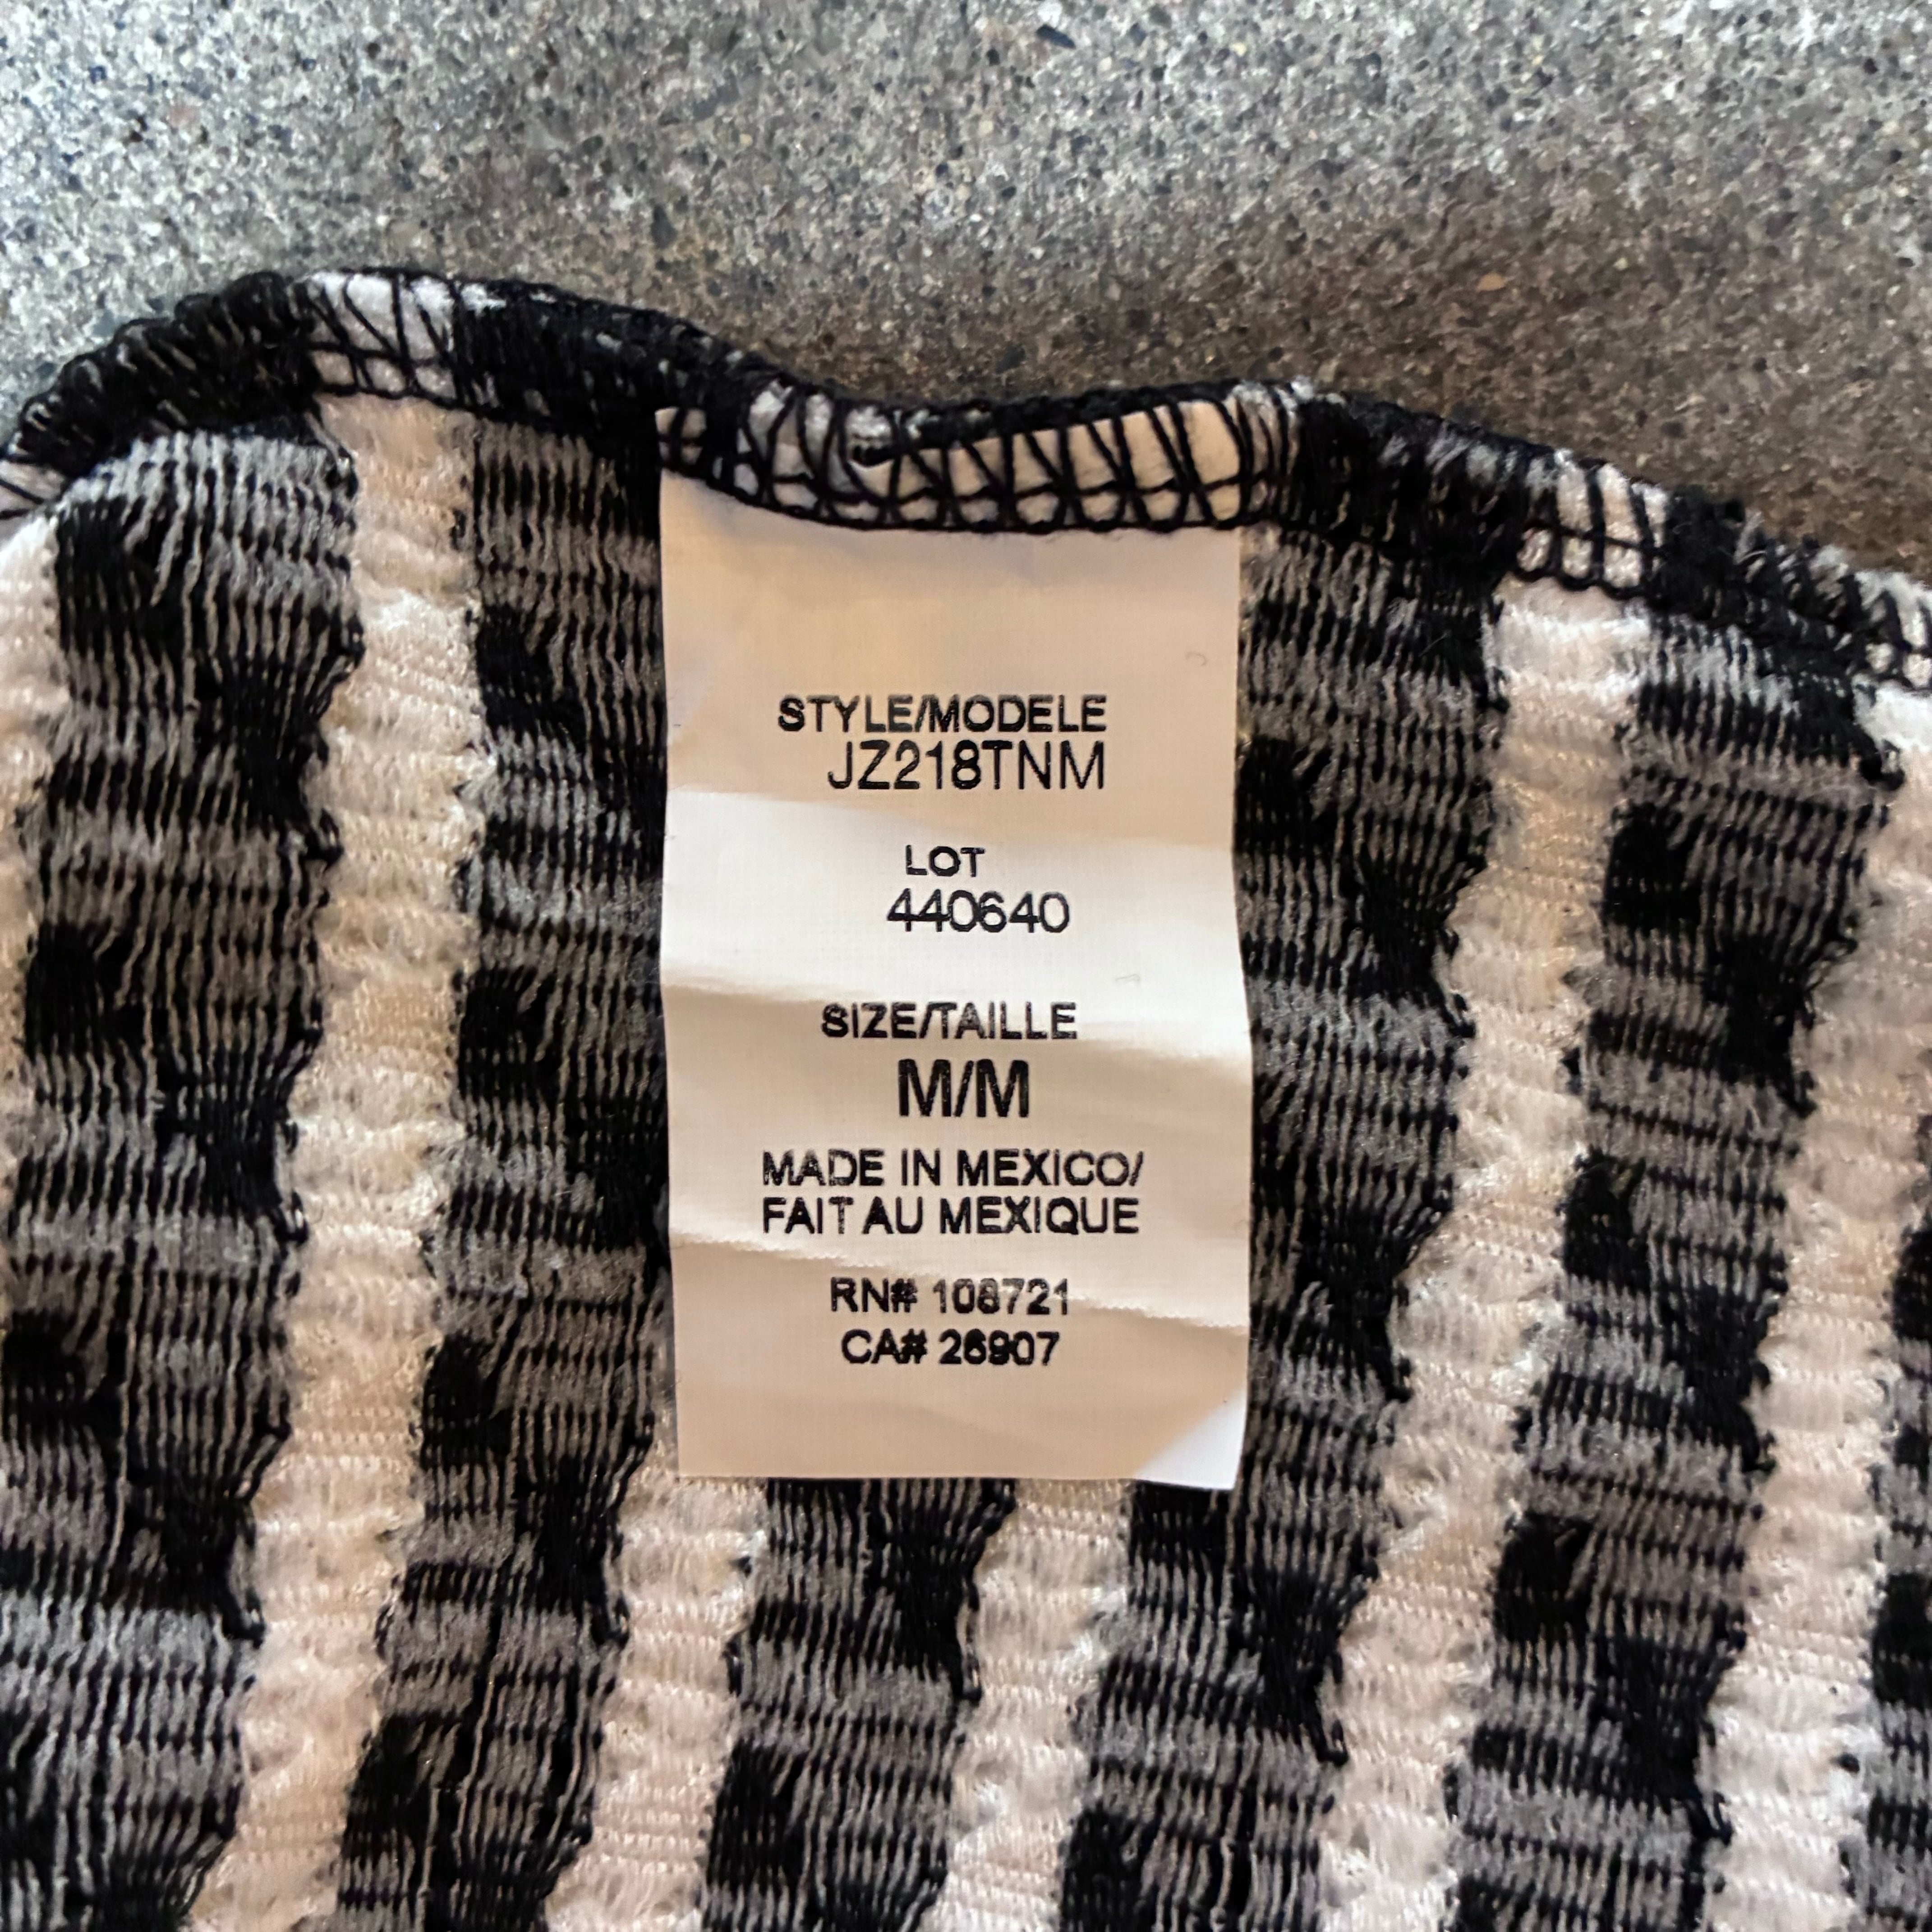 STYLE/MODELE
JZ218TNM
LOT
440640
SIZE/TAILLE
M/M
MADE IN MEXICO/
FAIT AU MEXIQUE
RN# 108721
CA# 26907